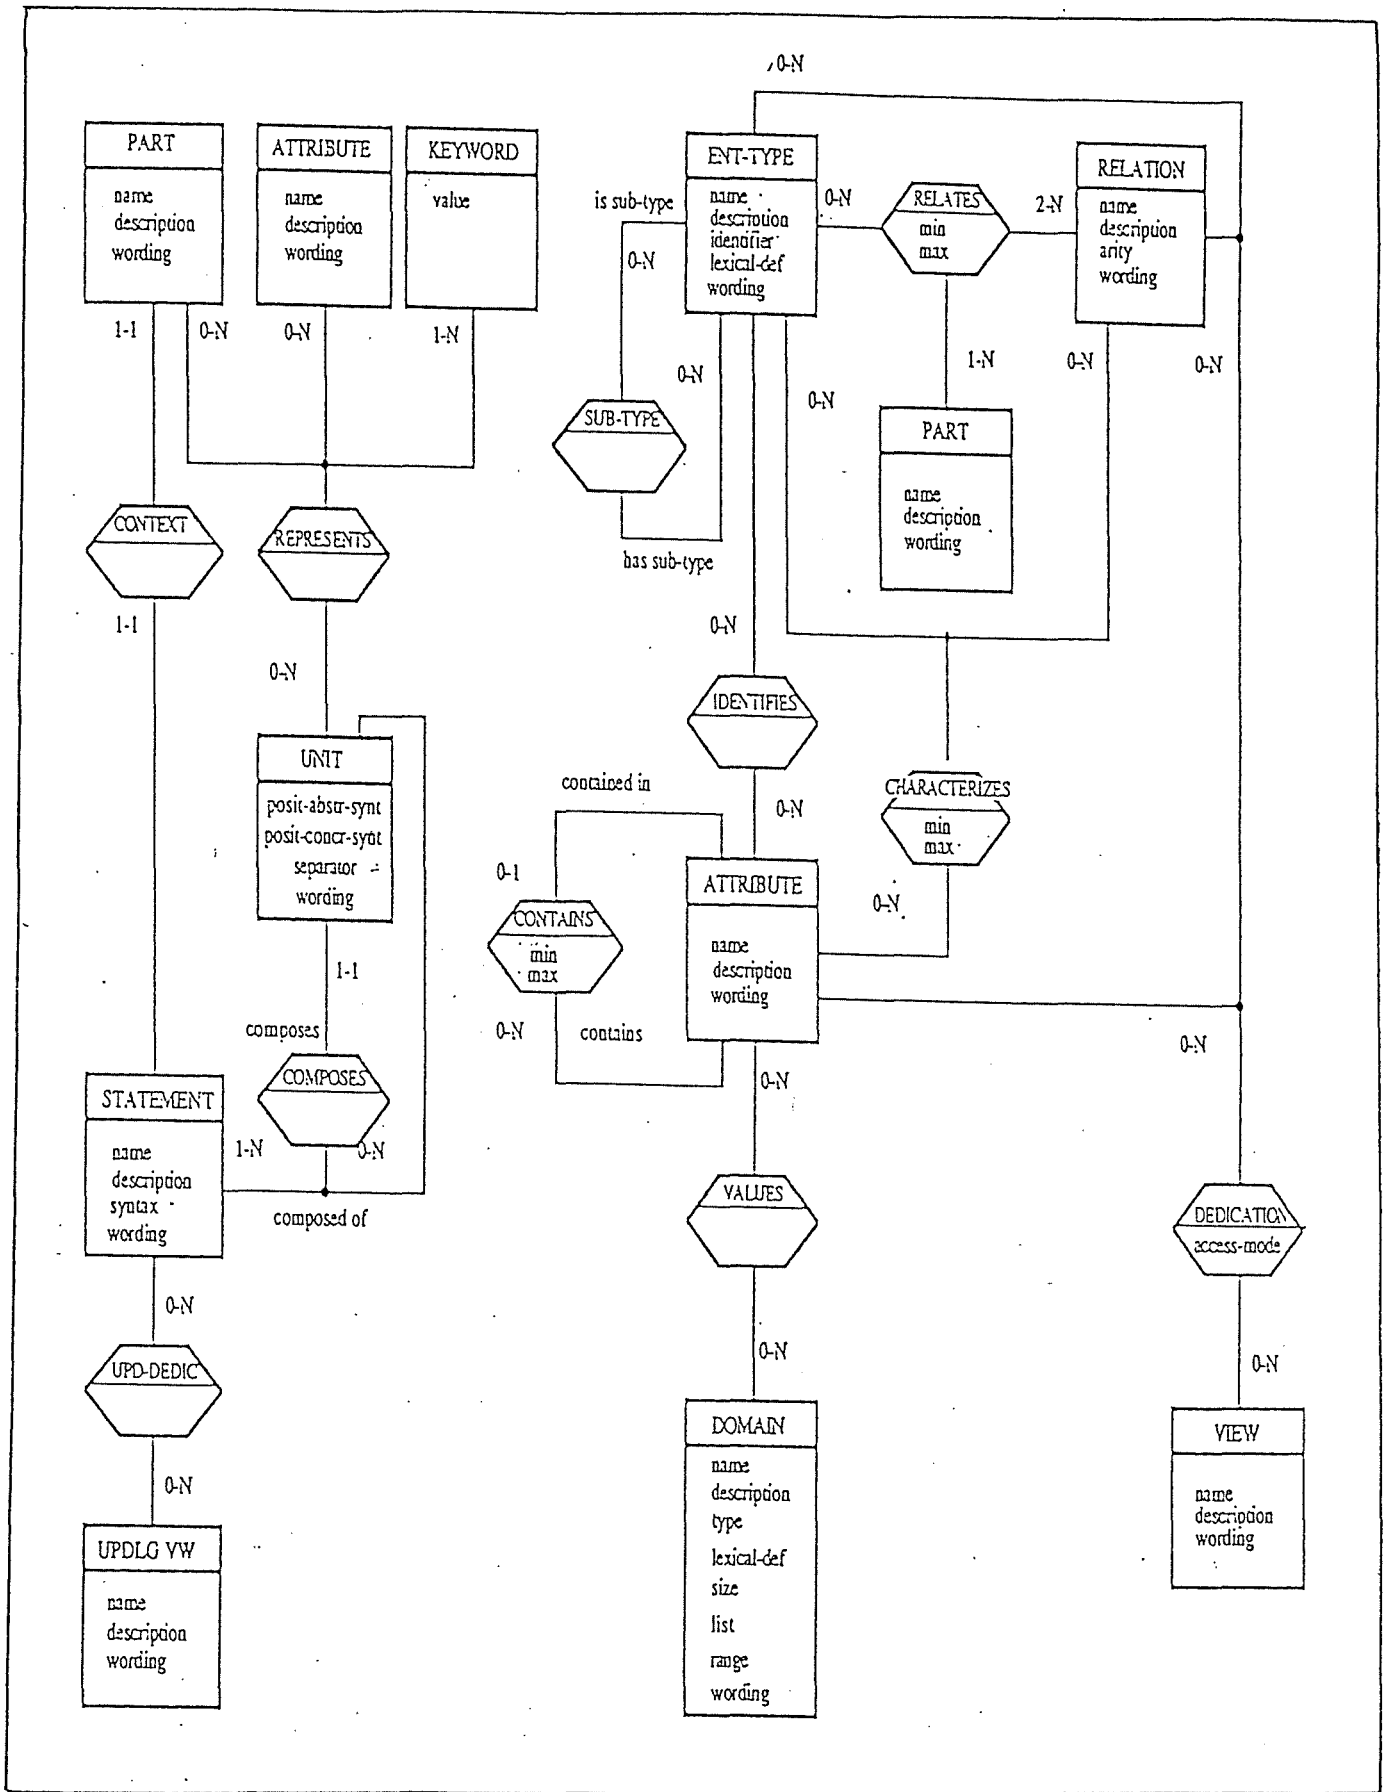 0-N
PART
name
description
wording
ATTRIBUTE
name
description
wording
KEYWORD
value
1-1
0-N
0-N
1-N
CONTEXT
REPRESENTS
1-1
0-N
UNIT
posit-abstr-synt
posit-concr-synt
separator
wording
1-1
composes
COMPOSES
1-N
0-N
composed of
STATEMENT
name
description
syntax
wording
0-N
UPD-DEDIC
0-N
UPDLG VW
name
description
wording
ENT-TYPE
name
description
identifier
lexical-def
wording
is sub-type
0-N
SUB-TYPE
0-N
has sub-type
0-N
RELATES
min
max
2-N
RELATION
name
description
arity
wording
1-N
0-N
0-N
0-N
PART
name
description
wording
0-N
IDENTIFIES
0-N
CHARACTERIZES
min
max
0-N
contained in
0-1
CONTAINS
min
max
0-N
contains
ATTRIBUTE
name
description
wording
0-N
0-N
VALUES
0-N
DOMAIN
name
description
type
lexical-def
size
list
range
wording
DEDICATION
access-mode
0-N
VIEW
name
description
wording